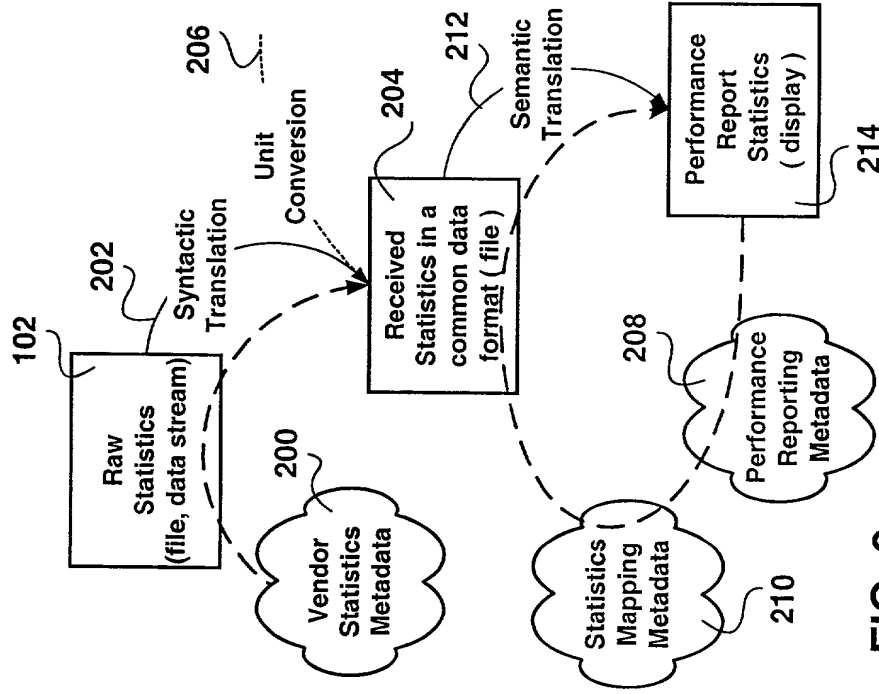 102
202
Raw
Statistics
(file, data stream)
Syntactic
Translation
206
Unit
Conversion
200
Vendor
Statistics
Metadata
204
Received
Statistics in a
common data
format ( file )
212
Semantic
Translation
Statistics
Mapping
Metadata
210
208
Performance
Reporting
Metadata
Performance
Report
Statistics
( display )
214
FIG.